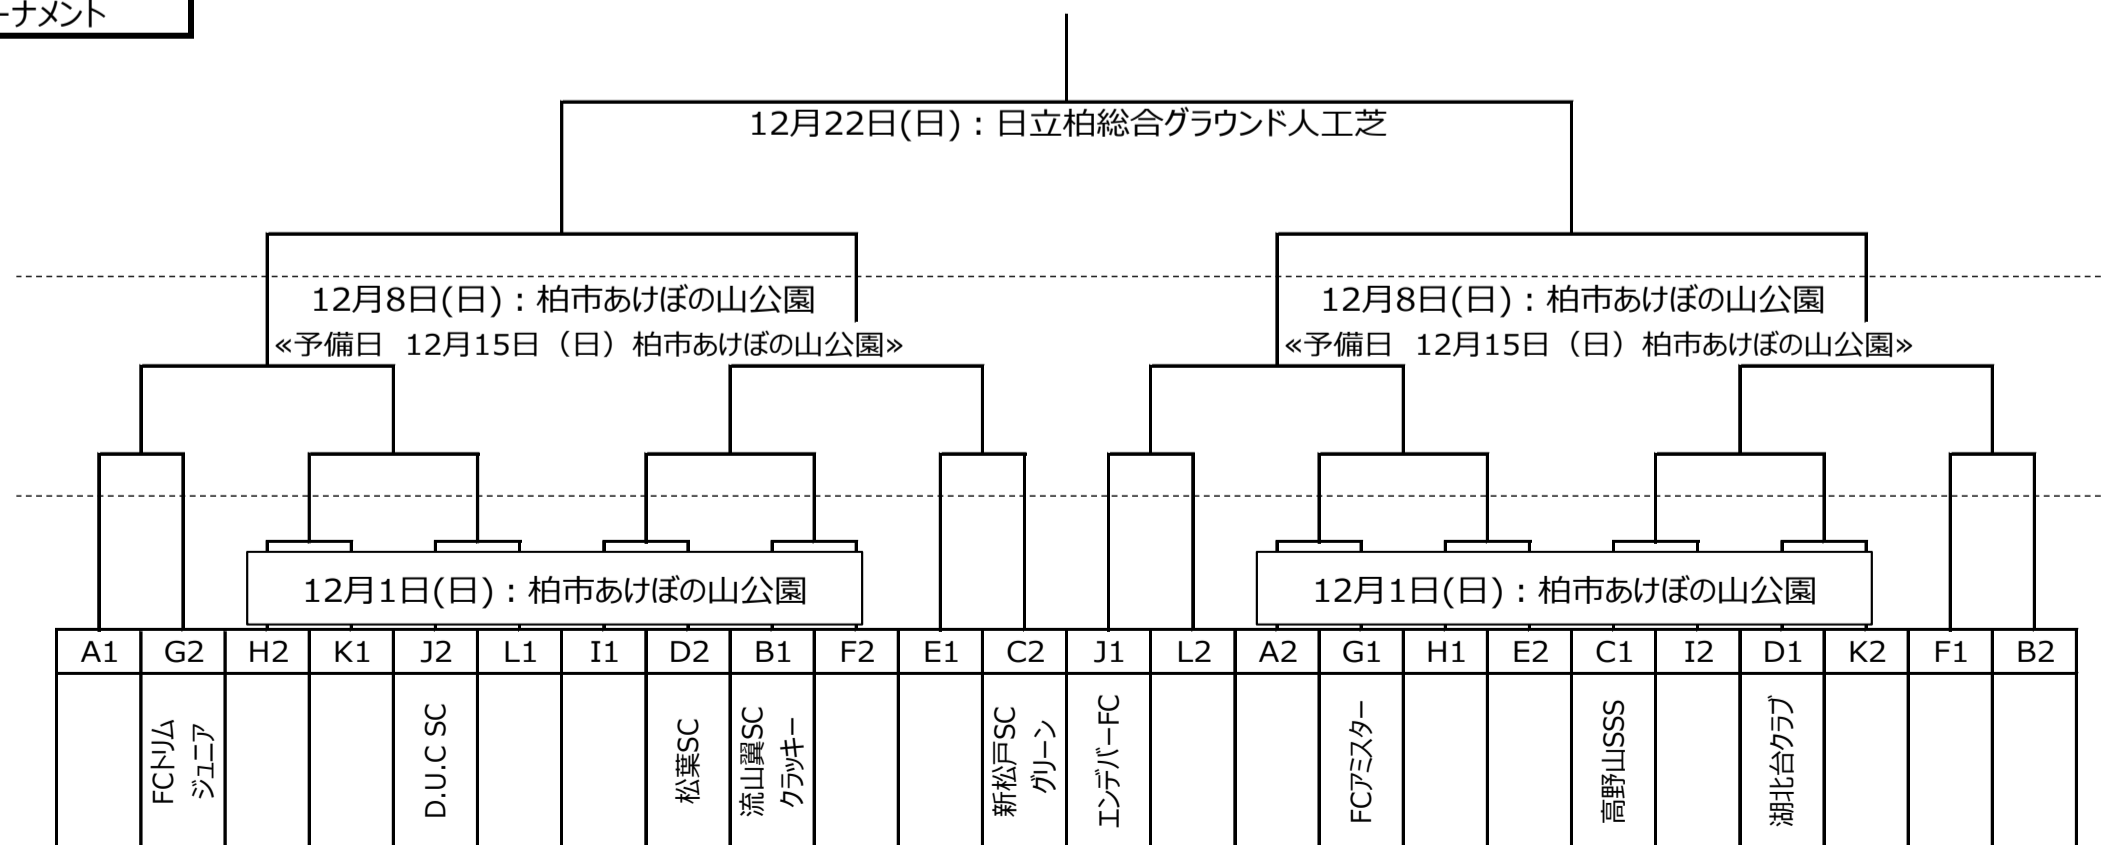 ーナメント
12月22日(日)：日立柏総合グラウンド人工芝
12月8日(日)：柏市あけぼの山公園
≪予備日 12月15日（日）柏市あけぼの山公園≫
12月8日(日)：柏市あけぼの山公園
≪予備日 12月15日（日）柏市あけぼの山公園≫
12月1日(日)：柏市あけぼの山公園
12月1日(日)：柏市あけぼの山公園
A1 G2 H2 K1 J2 L1 I1 D2 B1 F2 E1 C2 J1 L2 A2 G1 H1 E2 C1 I2 D1 K2 F1 B2
FCトリム
ジュニア
D.U.C SC
松葉SC
流山翼SC
クラッキー
新松戸SC
グリーン
エンデバーFC
FCアミスター
高野山SSS
湖北台クラブ